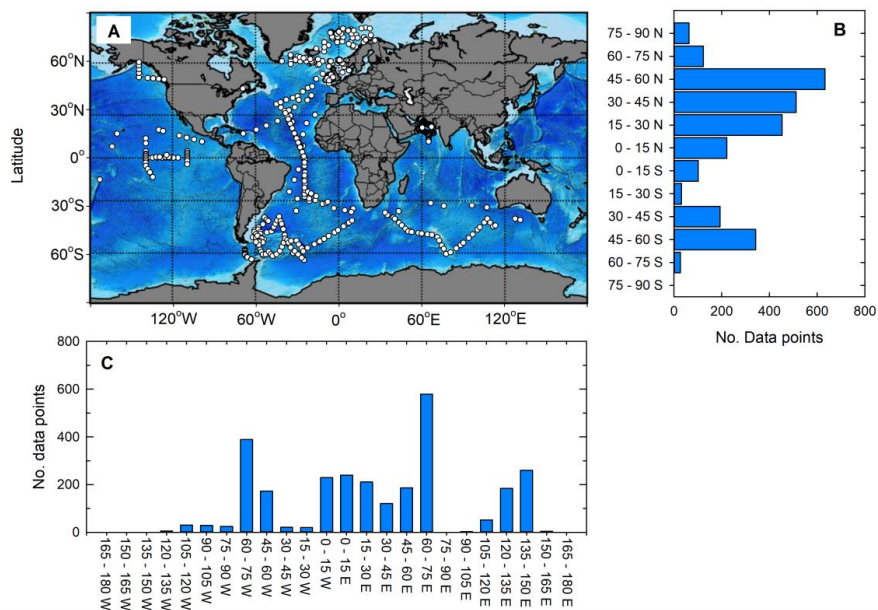 A
Latitude
60°N
30°N
0°
30°S
60°S
120°W
60°W
0°
60°E
120°E
B
75 - 90 N
60 - 75 N
45 - 60 N
30 - 45 N
15 - 30 N
0 - 15 N
0 - 15 S
15 - 30 S
30 - 45 S
45 - 60 S
60 - 75 S
75 - 90 S
0 200 400 600 800
No. Data points
C
No. data points
800
600
400
200
0
165 - 180 W
150 - 165 W
135 - 150 W
120 - 135 W
105 - 120 W
90 - 105 W
75 - 90 W
60 - 75 W
45 - 60 W
30 - 45 W
15 - 30 W
0 - 15 W
0 - 15 E
15 - 30 E
30 - 45 E
45 - 60 E
60 - 75 E
75 - 90 E
90 - 105 E
105 - 120 E
120 - 135 E
135 - 150 E
150 - 165 E
165 - 180 E